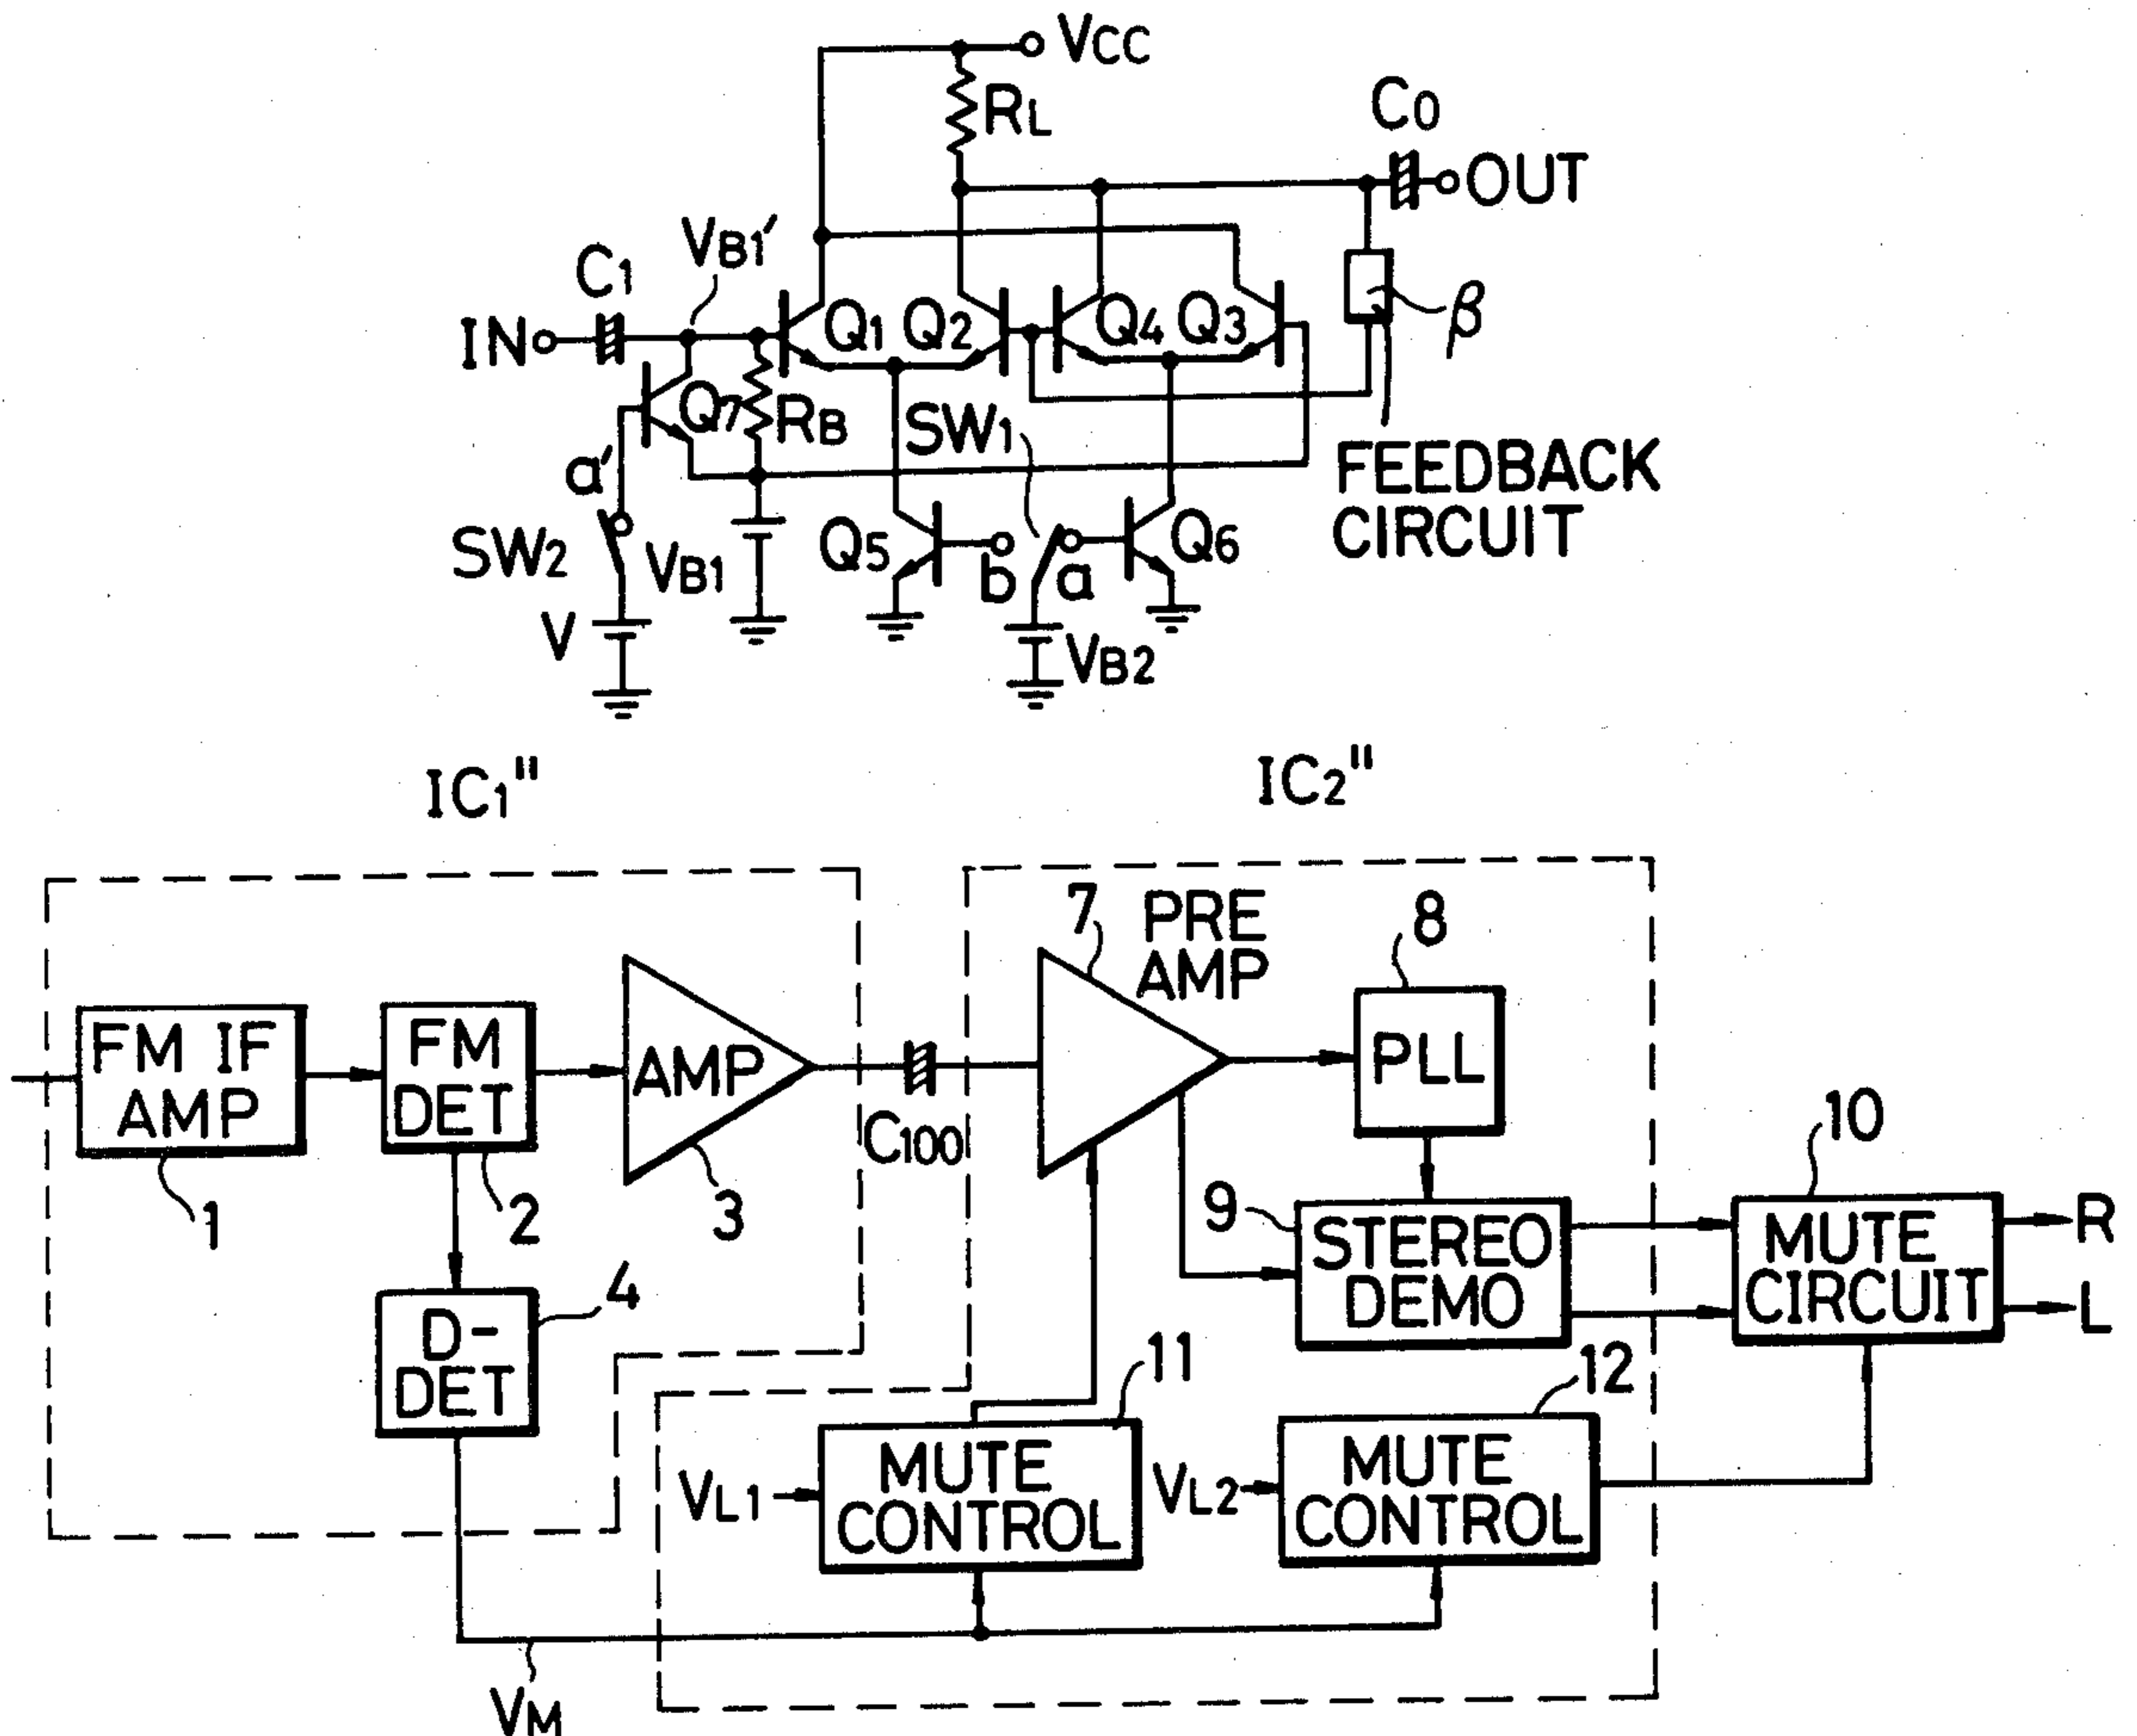 VCC
RL
C0
OUT
VB1'
C1
IN
Q1
Q2
Q4
Q3
β
Q7
RB
SW1
a'
FEEDBACK
CIRCUIT
SW2
VB1
Q5
b
a
Q6
V
VB2
IC1"
IC2"
7
PRE
AMP
8
FM IF
AMP
FM
DET
AMP
PLL
C100
10
1
2
3
9
STEREO
DEMO
MUTE
CIRCUIT
R
L
4
D-
DET
11
12
VL1
MUTE
CONTROL
VL2
MUTE
CONTROL
VM